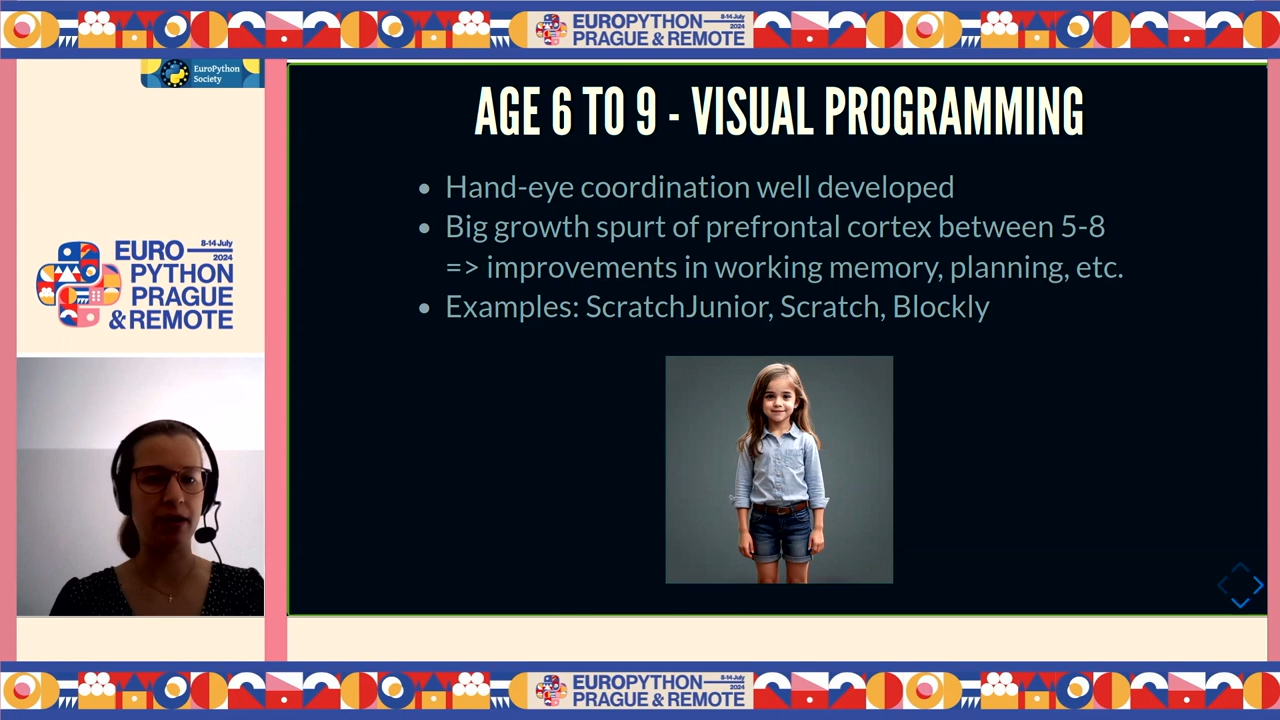 EUROPYTHON 8-14 July 2024
PRAGUE & REMOTE
EuroPython
Society
AGE 6 TO 9 - VISUAL PROGRAMMING
• Hand-eye coordination well developed
• Big growth spurt of prefrontal cortex between 5-8
=> improvements in working memory, planning, etc.
• Examples: ScratchJunior, Scratch, Blockly
EURO 8-14 July 2024
PYTHON
PRAGUE
& REMOTE
EUROPYTHON 8-14 July 2024
PRAGUE & REMOTE